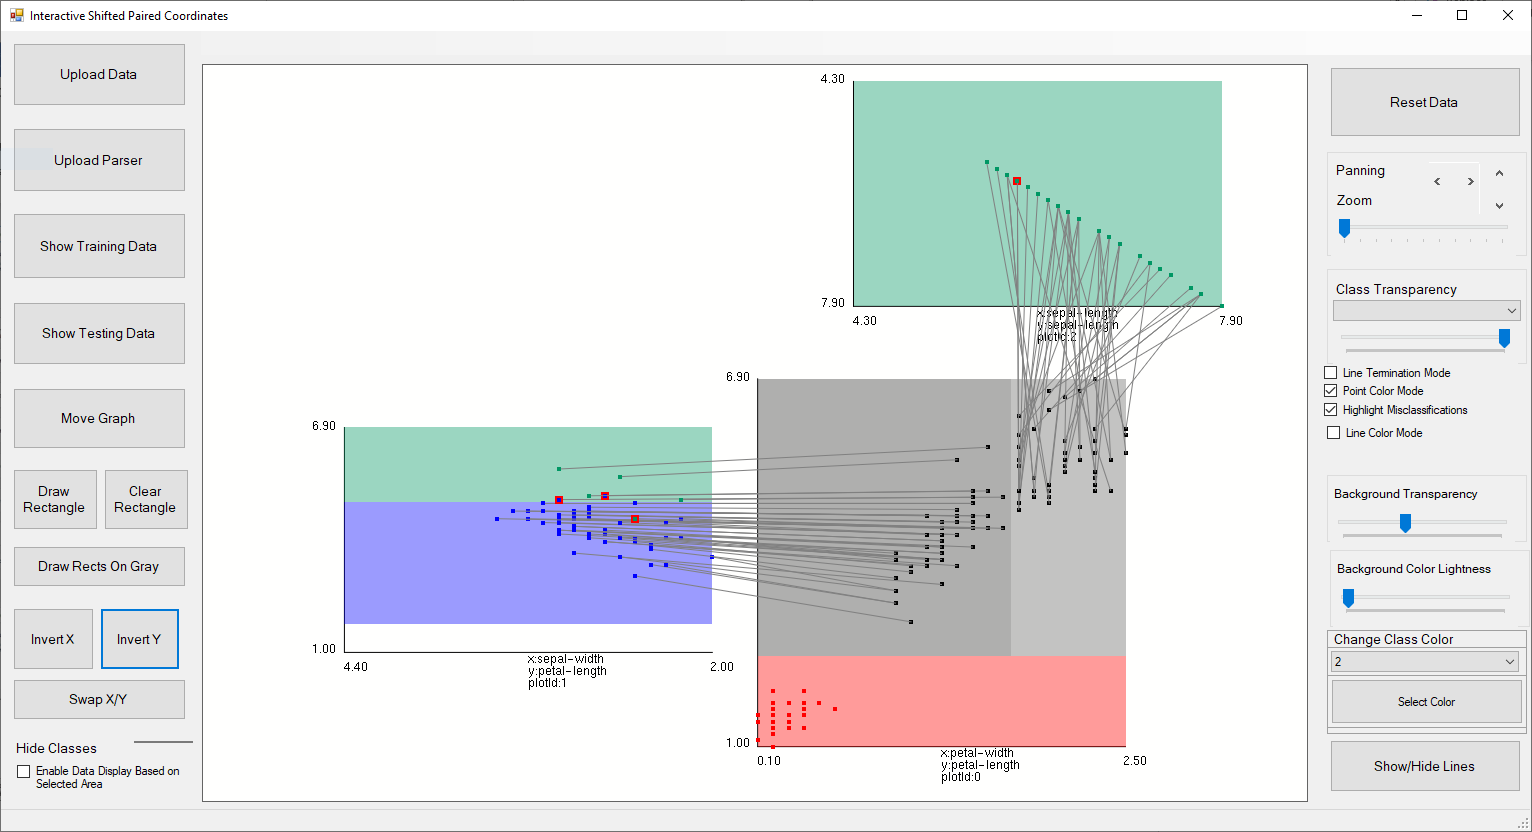 Interactive Shifted Paired Coordinates
Upload Data
Upload Parser
Show Training Data
Show Testing Data
Move Graph
Draw
Rectangle
Clear
Rectangle
Draw Rects On Gray
Invert X
Invert Y
Swap X/Y
Hide Classes
Enable Data Display Based on
Selected Area
4.30
7.90
4.30
7.90
x:sepal-length
y:sepal-length
plotId:2
6.90
1.00
4.40
2.00
x:sepal-width
y:petal-length
plotId:1
6.90
1.00
0.10
2.50
x:petal-width
y:petal-length
plotId:0
Reset Data
Panning
Zoom
Class Transparency
Line Termination Mode
Point Color Mode
Highlight Misclassifications
Line Color Mode
Background Transparency
Background Color Lightness
Change Class Color
2
Select Color
Show/Hide Lines